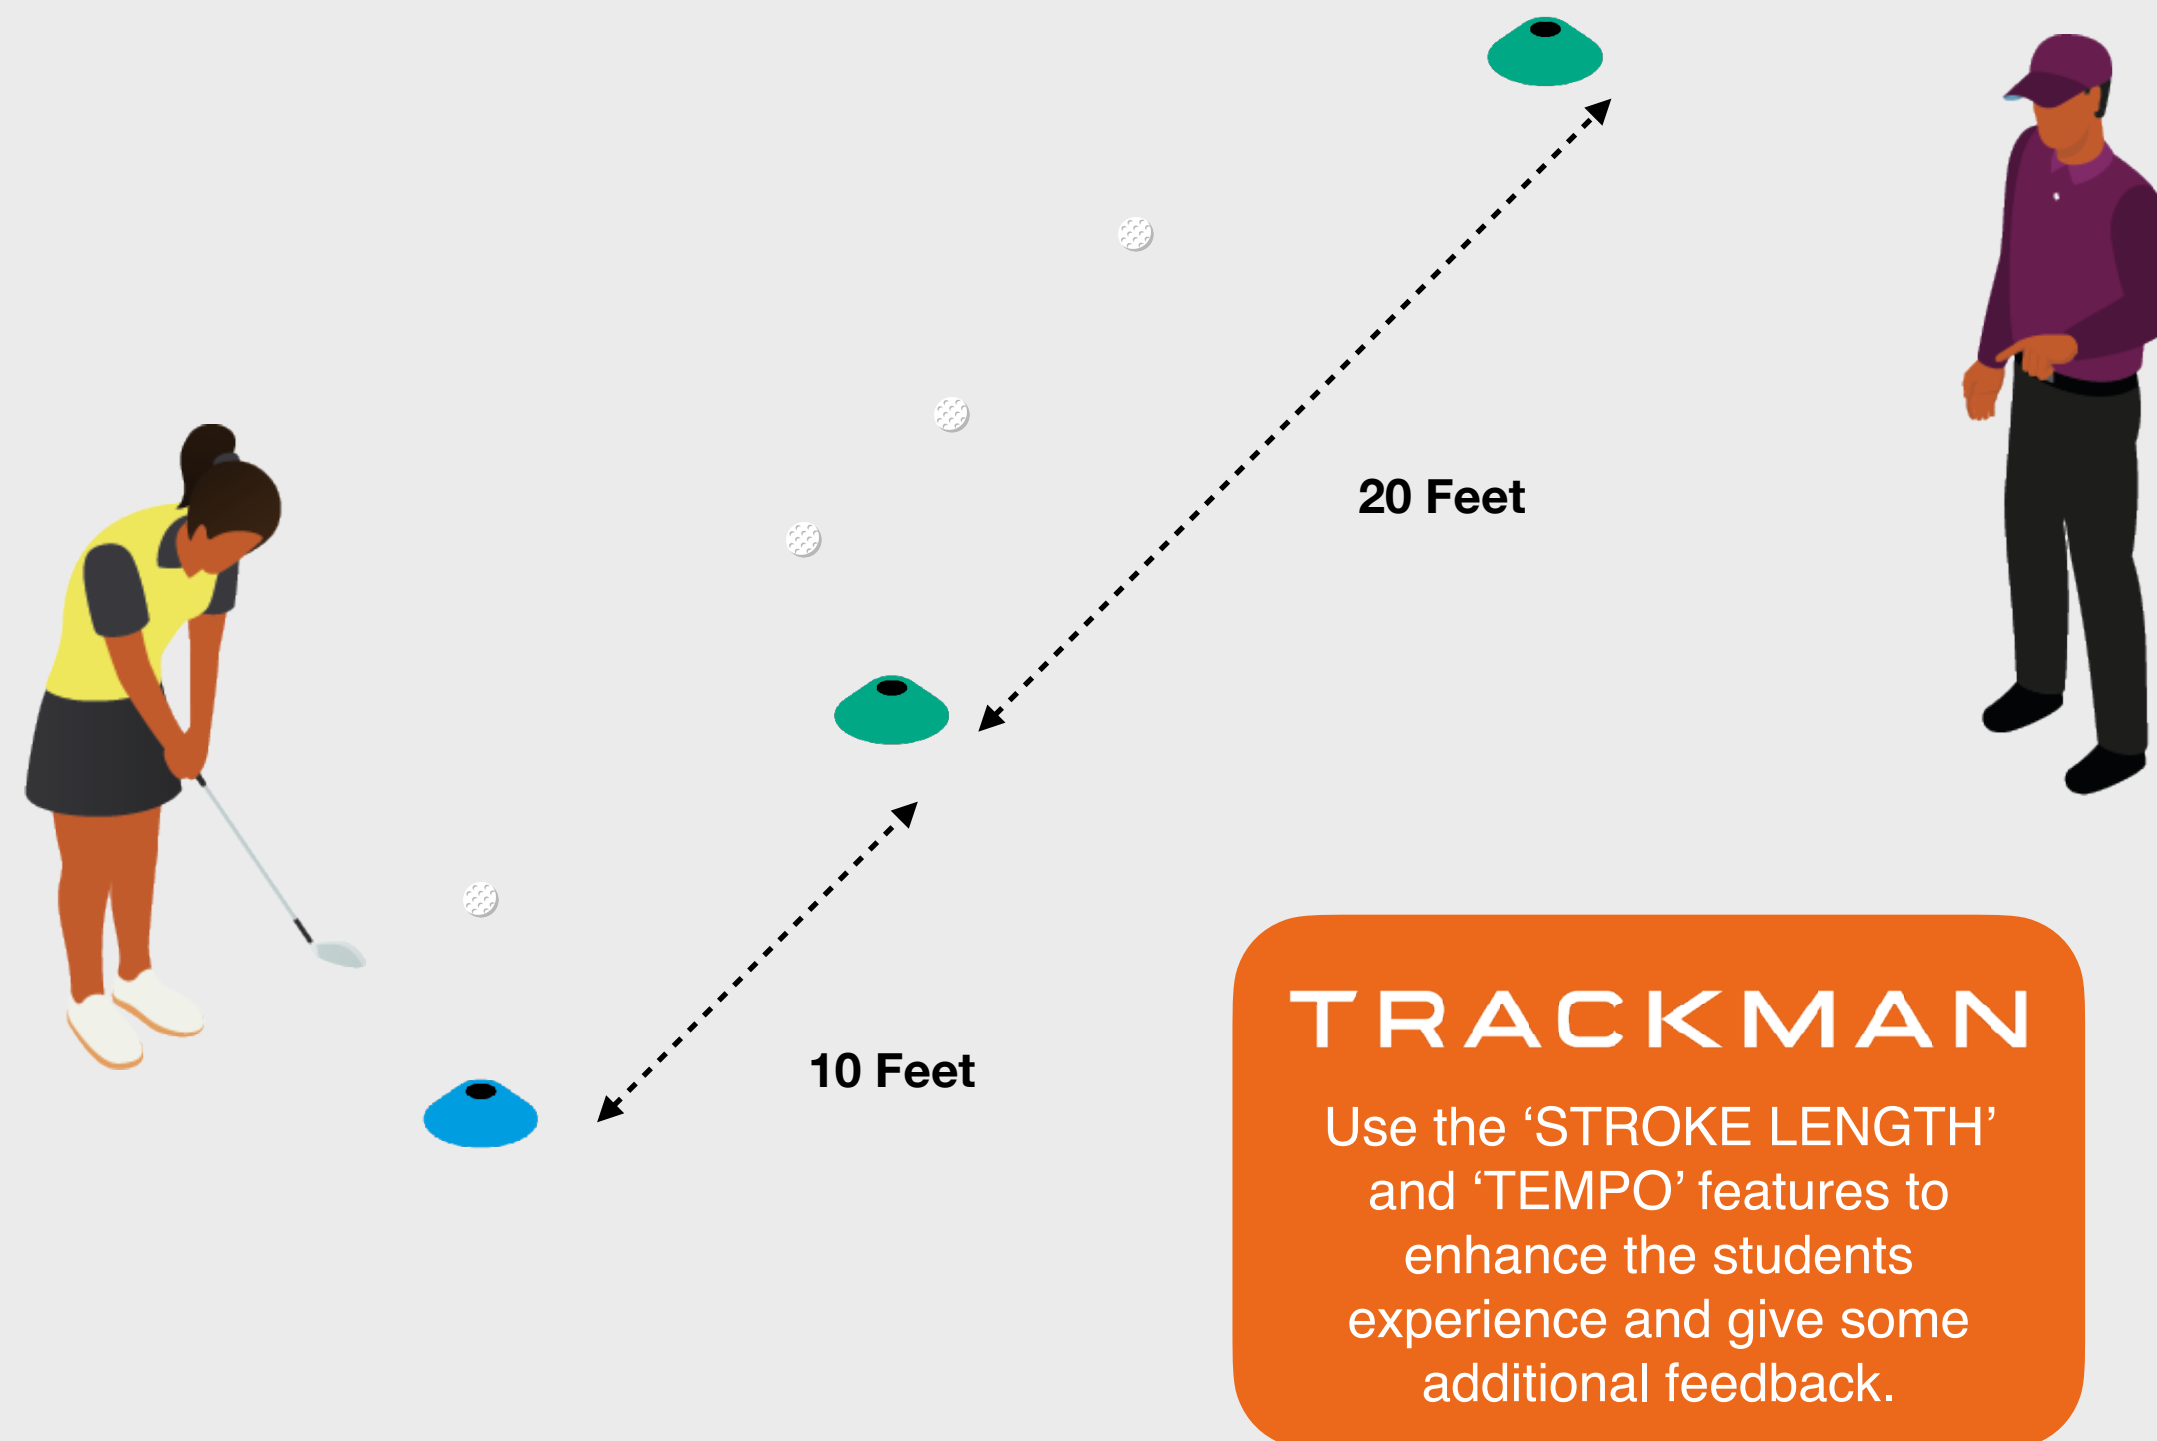 20 Feet
10 Feet
TRACKMAN
Use the ‘STROKE LENGTH’
and ‘TEMPO’ features to
enhance the students
experience and give some
additional feedback.